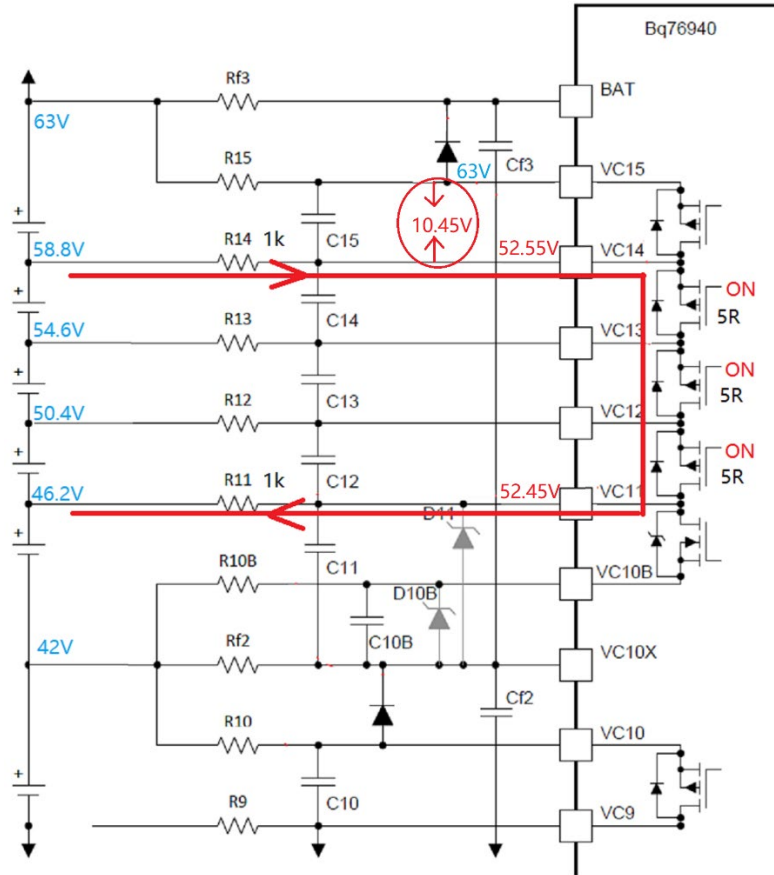 Bq76940
Rf3
BAT
63V
Cf3
R15
63V
VC15
10.45V
C15
58.8V
R14
1k
52.55V
VC14
ON
5R
C14
54.6V
R13
VC13
ON
5R
C13
50.4V
R12
VC12
ON
5R
C12
46.2V
R11
1k
52.45V
VC11
D11
C11
R10B
VC10B
D10B
C10B
42V
Rf2
VC10X
Cf2
R10
VC10
C10
R9
VC9